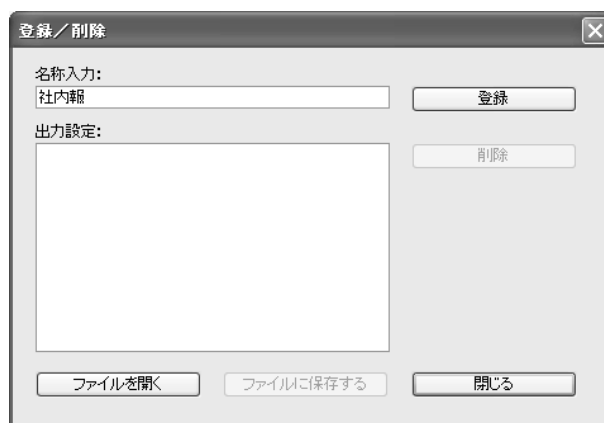 登録／削除
名称入力:
社内報
登録
出力設定:
削除
ファイルを開く
ファイルに保存する
閉じる